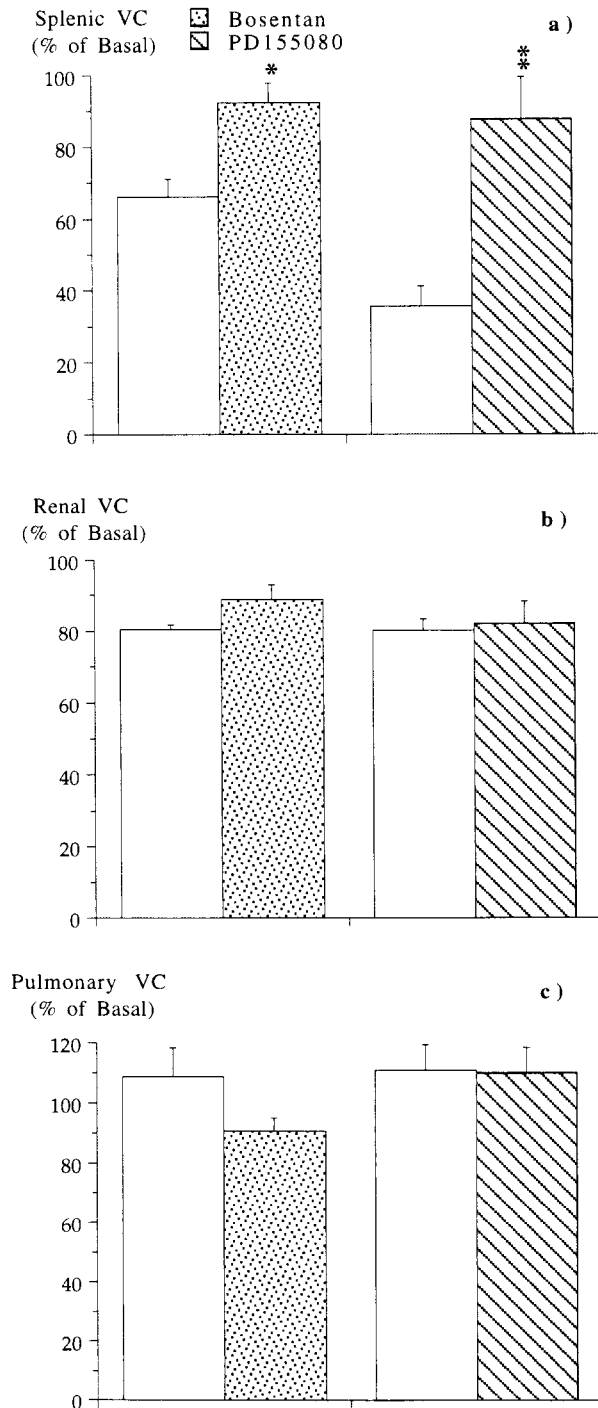 Splenic VC
(% of Basal)
Bosentan
PD155080
a )
*
**
100
80
60
40
20
0
Renal VC
(% of Basal)
b )
100
80
60
40
20
0
Pulmonary VC
(% of Basal)
c )
120
100
80
60
40
20
0